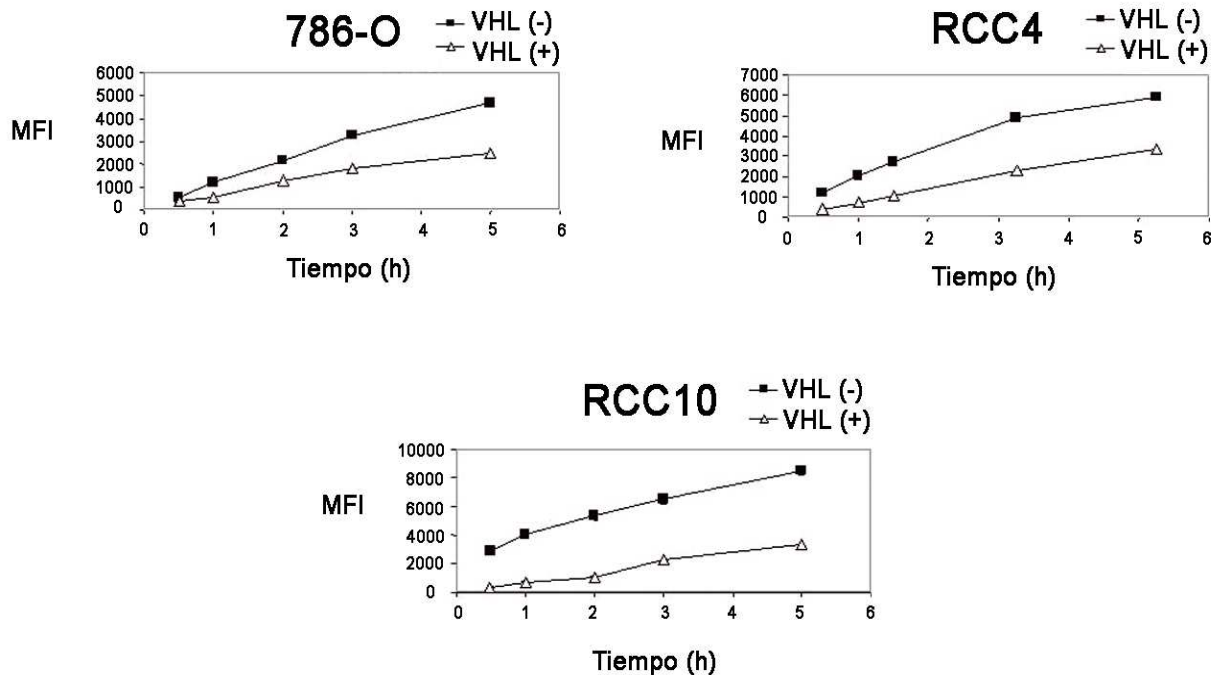 786-O
VHL (-)
VHL (+)
6000
5000
4000
3000
2000
1000
0
MFI
0 1 2 3 4 5 6
Tiempo (h)
RCC4
VHL (-)
VHL (+)
7000
6000
5000
4000
3000
2000
1000
0
MFI
0 1 2 3 4 5 6
Tiempo (h)
RCC10
VHL (-)
VHL (+)
10000
8000
6000
4000
2000
0
MFI
0 1 2 3 4 5 6
Tiempo (h)